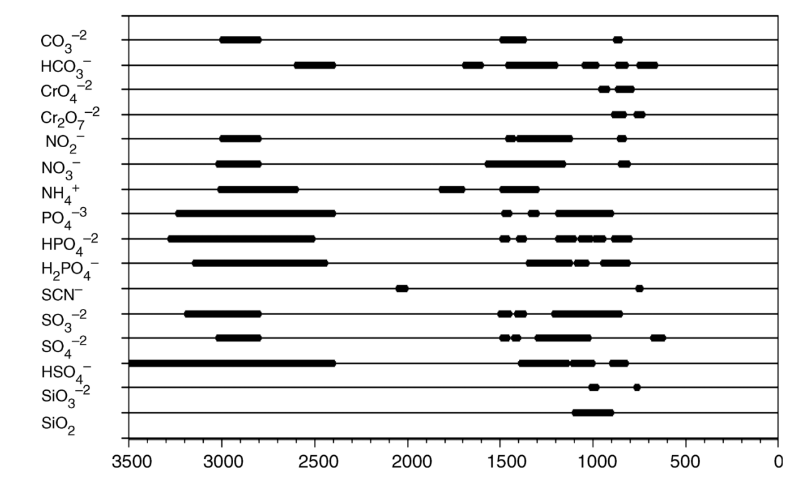 CO₃⁻²
HCO₃⁻
CrO₄⁻²
Cr₂O₇⁻²
NO₂⁻
NO₃⁻
NH₄⁺
PO₄⁻³
HPO₄⁻²
H₂PO₄⁻
SCN⁻
SO₃⁻²
SO₄⁻²
HSO₄⁻
SiO₃⁻²
SiO₂
3500 3000 2500 2000 1500 1000 500 0